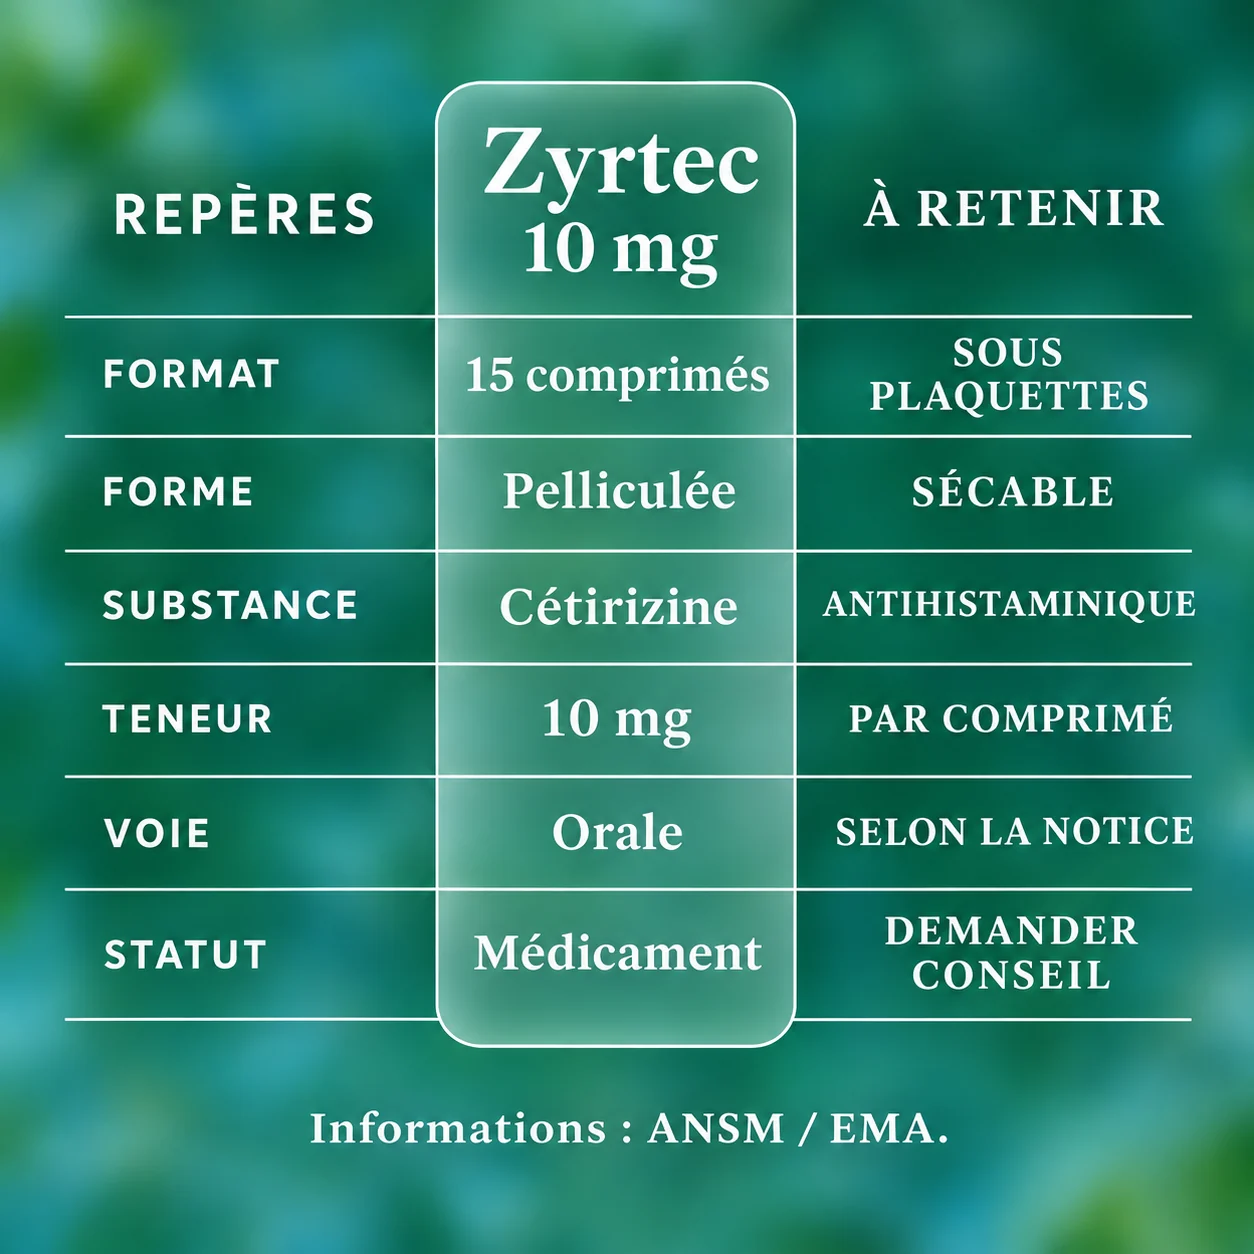 REPÈRES
Zyrtec
10 mg
À RETENIR
FORMAT
15 comprimés
SOUS
PLAQUETTES
FORME
Pelliculée
SÉCABLE
SUBSTANCE
Cétirizine
ANTIHISTAMINIQUE
TENEUR
10 mg
PAR COMPRIMÉ
VOIE
Orale
SELON LA NOTICE
STATUT
Médicament
DEMANDER
CONSEIL
Informations : ANSM / EMA.